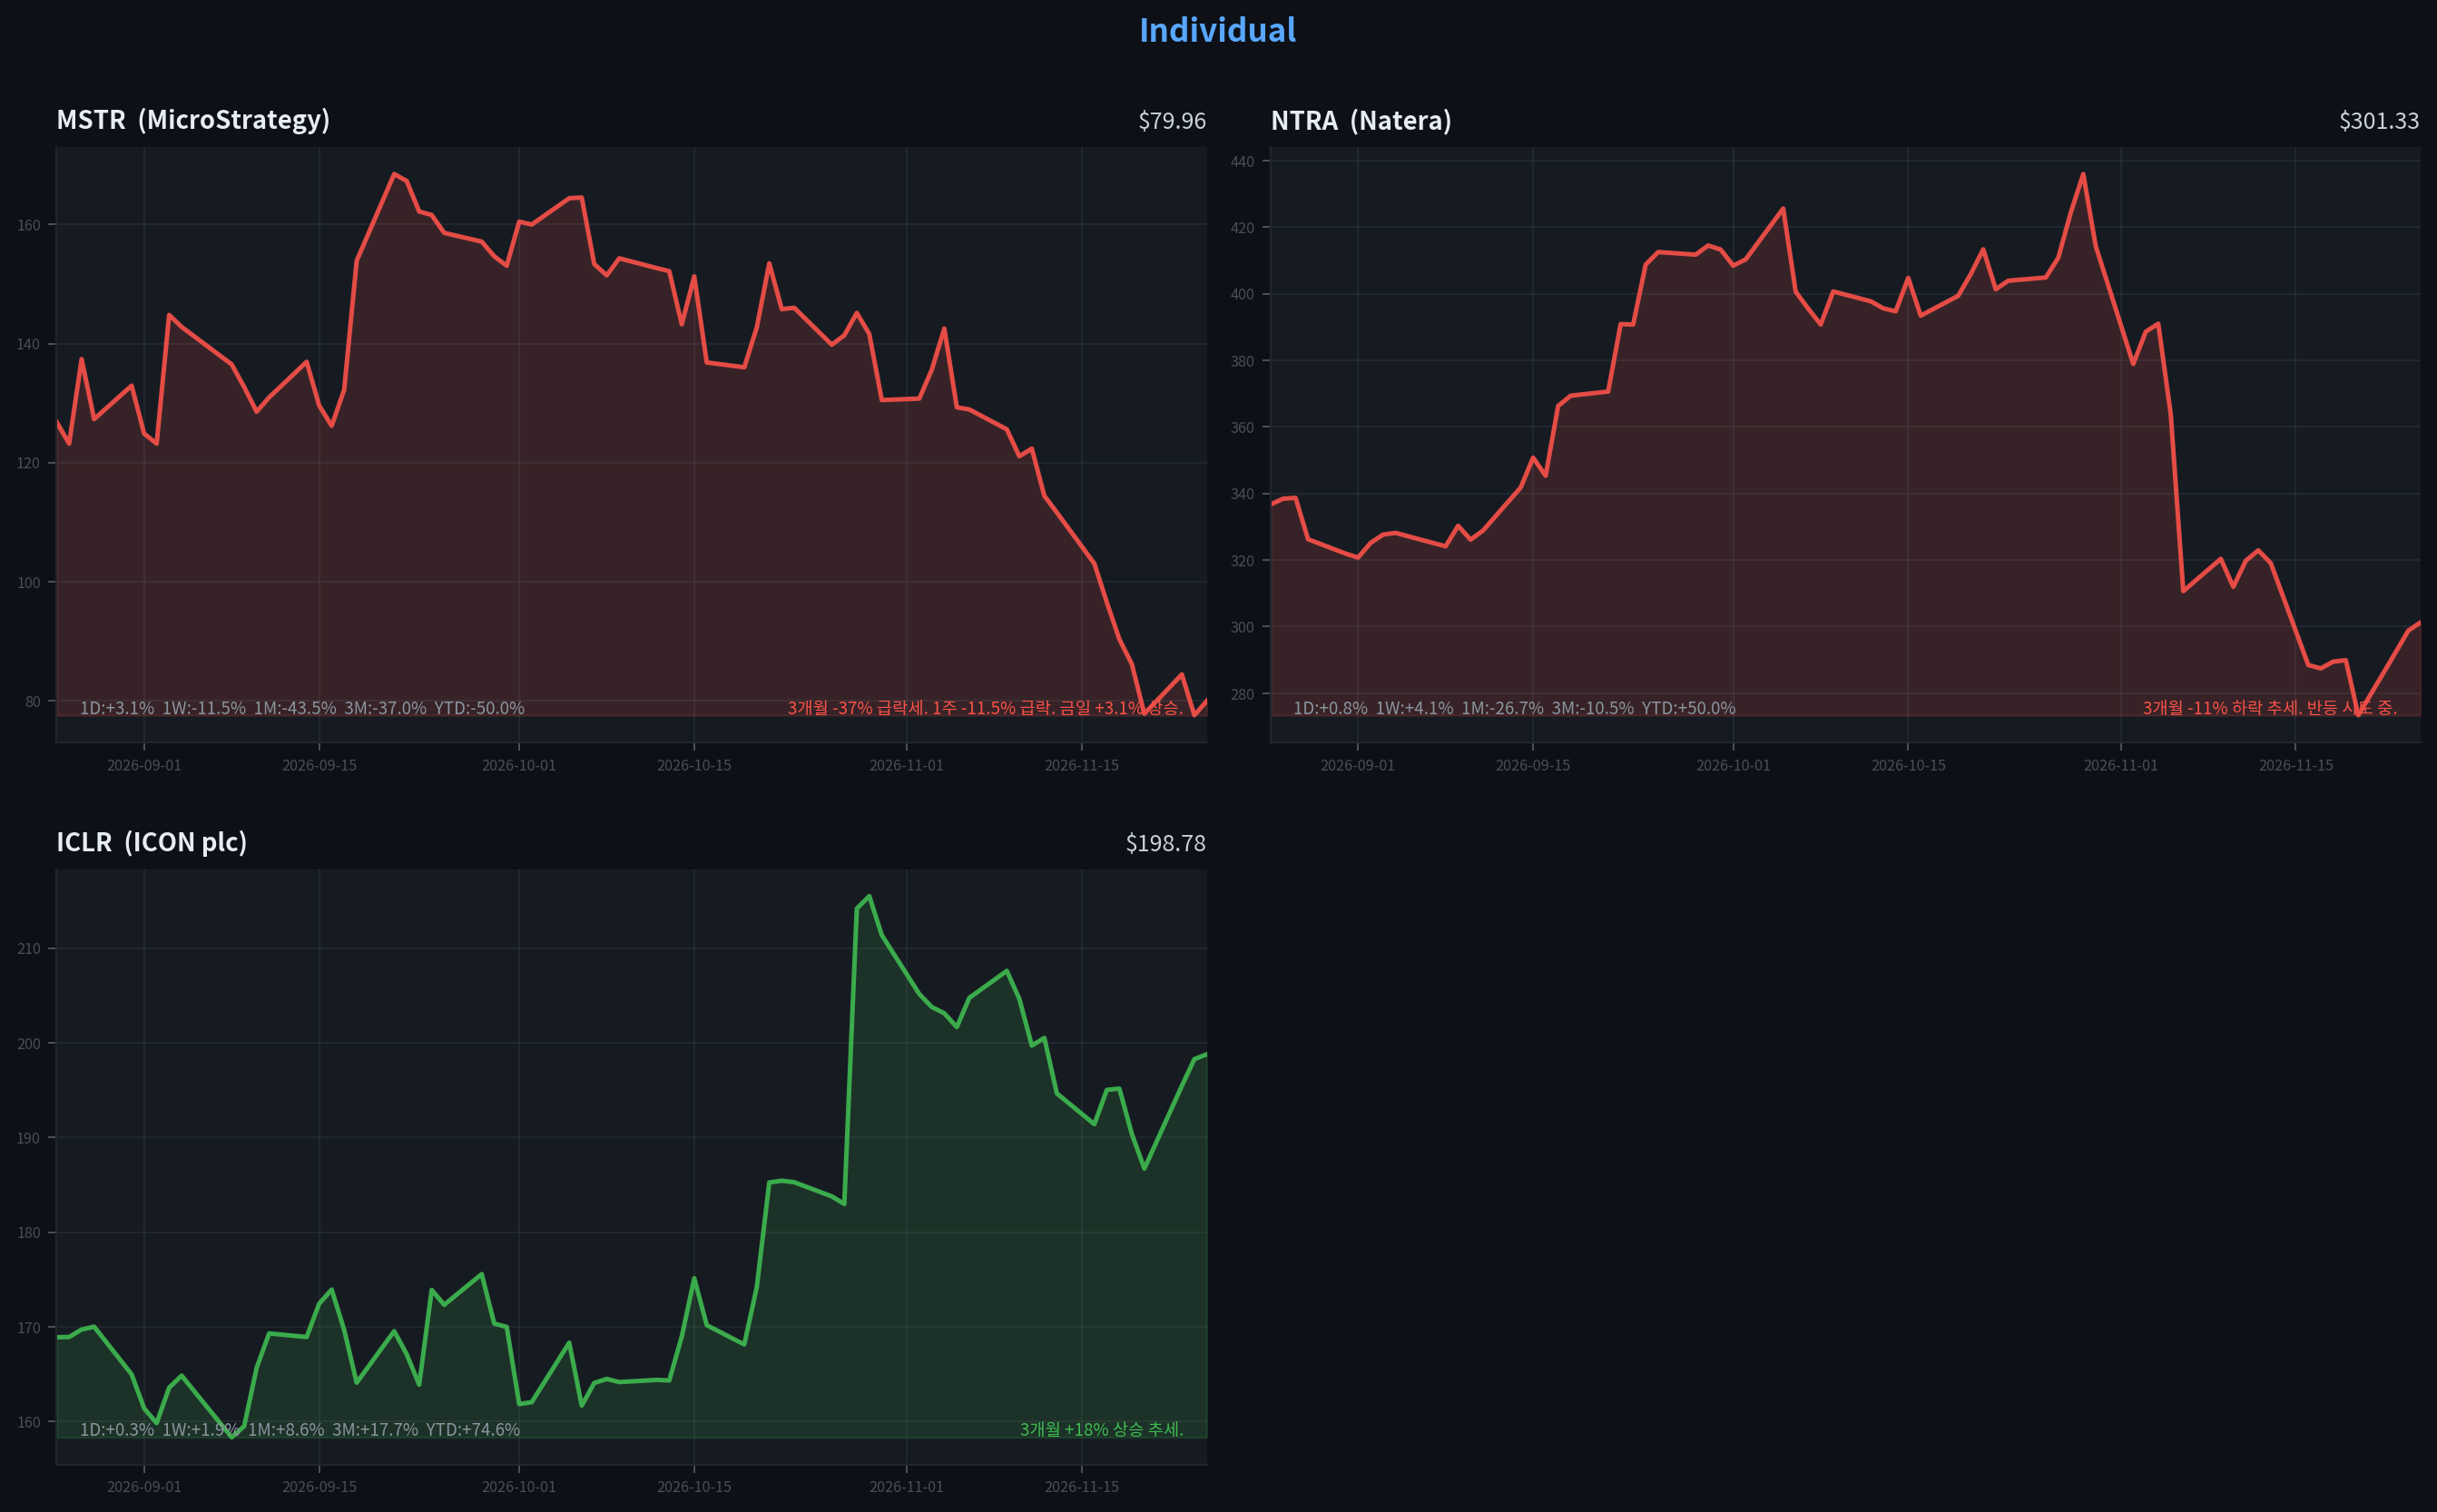 Individual
MSTR (MicroStrategy)
$79.96
160
140
120
100
80
1D:+3.1% 1W:-11.5% 1M:-43.5% 3M:-37.0% YTD:-50.0%
3개월 -37% 급락세. 1주 -11.5% 급락. 금일 +3.1% 상승.
2026-09-01 2026-09-15 2026-10-01 2026-10-15 2026-11-01 2026-11-15
NTRA (Natera)
$301.33
440
420
400
380
360
340
320
300
280
1D:+0.8% 1W:+4.1% 1M:-26.7% 3M:-10.5% YTD:+50.0%
3개월 -11% 하락 추세. 반등 시도 중.
2026-09-01 2026-09-15 2026-10-01 2026-10-15 2026-11-01 2026-11-15
ICLR (ICON plc)
$198.78
210
200
190
180
170
160
1D:+0.3% 1W:+1.9% 1M:+8.6% 3M:+17.7% YTD:+74.6%
3개월 +18% 상승 추세.
2026-09-01 2026-09-15 2026-10-01 2026-10-15 2026-11-01 2026-11-15